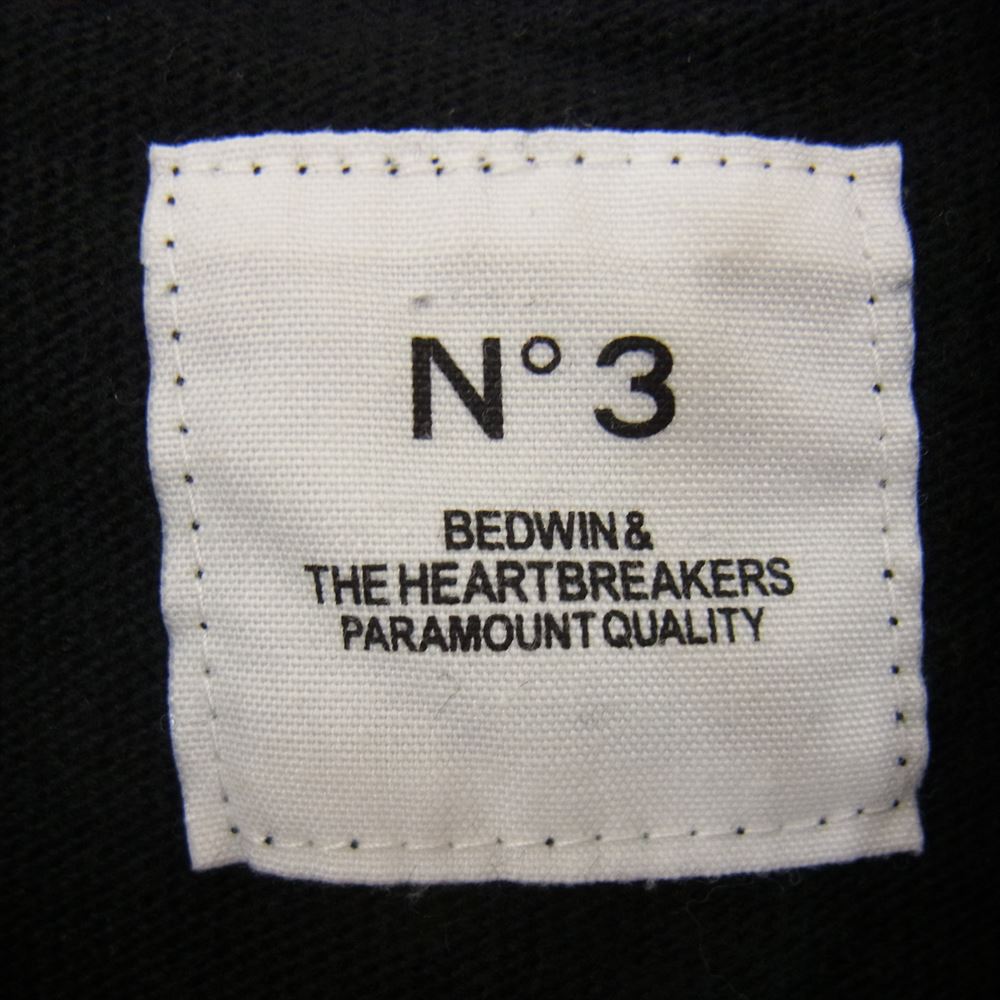 N° 3
BEDWIN &
THE HEARTBREAKERS
PARAMOUNT QUALITY